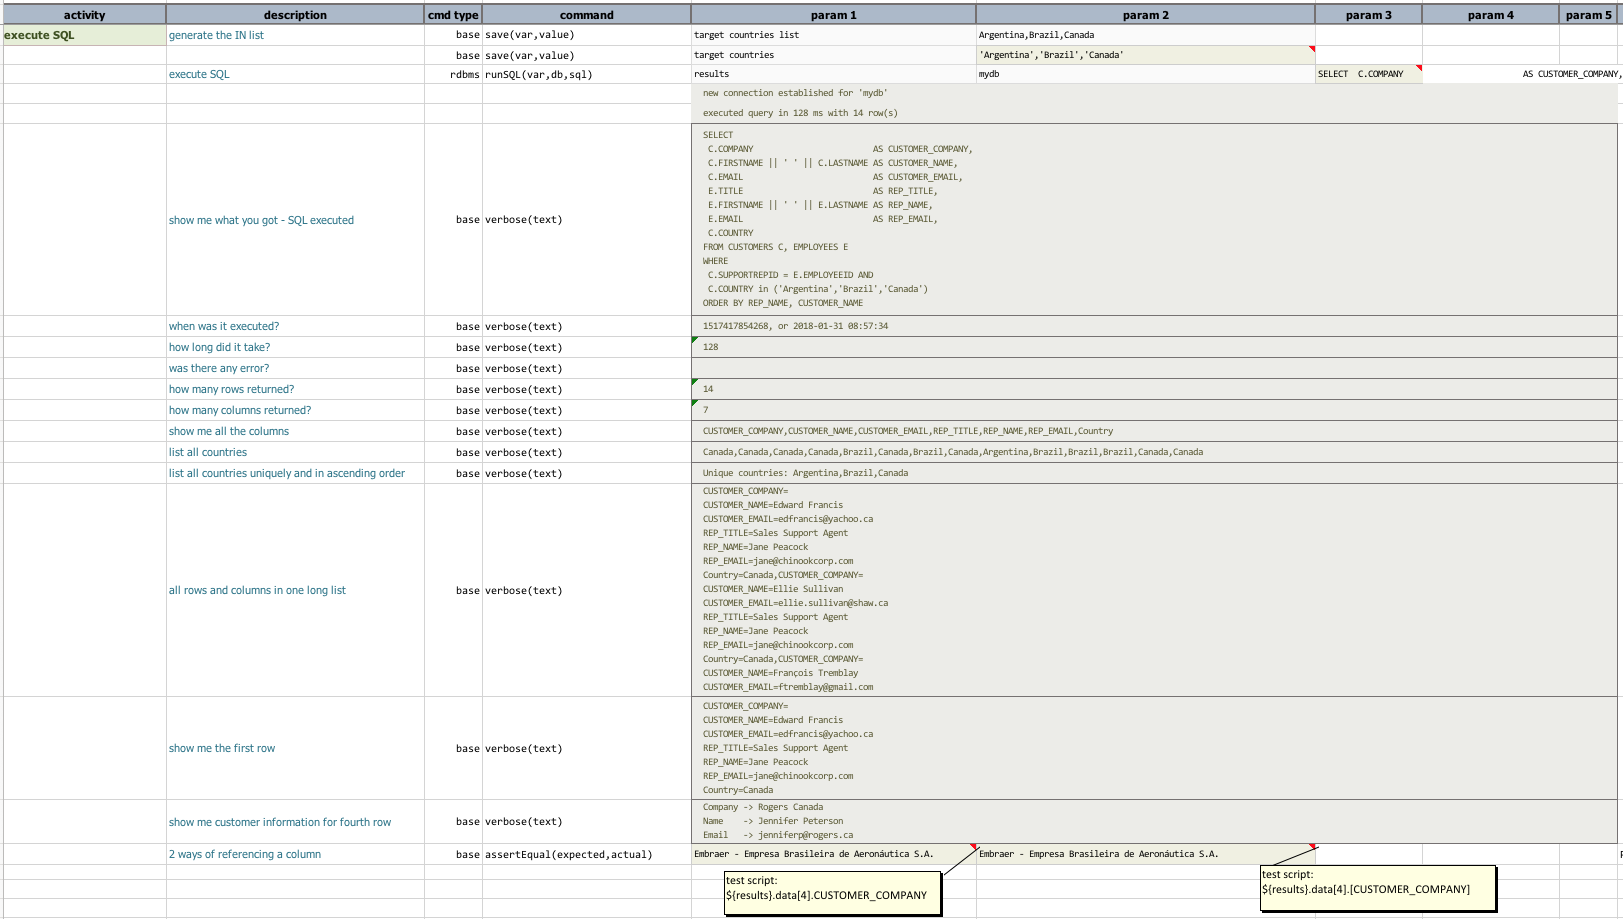 activity description cmd type command param 1 param 2 param 3 param 4 param 5
execute SQL generate the IN list base save(var,value) target countries list Argentina,Brazil,Canada
base save(var,value) target countries 'Argentina','Brazil','Canada'
execute SQL rdbms runSQL(var,db,sql) results mydb SELECT C.COMPANY AS CUSTOMER_COMPANY,
new connection established for 'mydb'
executed query in 128 ms with 14 row(s)
show me what you got - SQL executed base verbose(text)
SELECT
C.COMPANY AS CUSTOMER_COMPANY,
C.FIRSTNAME || ' ' || C.LASTNAME AS CUSTOMER_NAME,
C.EMAIL AS CUSTOMER_EMAIL,
E.TITLE AS REP_TITLE,
E.FIRSTNAME || ' ' || E.LASTNAME AS REP_NAME,
E.EMAIL AS REP_EMAIL,
C.COUNTRY
FROM CUSTOMERS C, EMPLOYEES E
WHERE
C.SUPPORTREPID = E.EMPLOYEEID AND
C.COUNTRY in ('Argentina','Brazil','Canada')
ORDER BY REP_NAME, CUSTOMER_NAME
when was it executed? base verbose(text) 1517417854268, or 2018-01-31 08:57:34
how long did it take? base verbose(text) 128
was there any error? base verbose(text)
how many rows returned? base verbose(text) 14
how many columns returned? base verbose(text) 7
show me all the columns base verbose(text) CUSTOMER_COMPANY,CUSTOMER_NAME,CUSTOMER_EMAIL,REP_TITLE,REP_NAME,REP_EMAIL,Country
list all countries base verbose(text) Canada,Canada,Canada,Canada,Brazil,Canada,Brazil,Canada,Argentina,Brazil,Brazil,Brazil,Canada,Canada
list all countries uniquely and in ascending order base verbose(text) Unique countries: Argentina,Brazil,Canada
all rows and columns in one long list base verbose(text)
CUSTOMER_COMPANY=
CUSTOMER_NAME=Edward Francis
CUSTOMER_EMAIL=edfrancis@yachoo.ca
REP_TITLE=Sales Support Agent
REP_NAME=Jane Peacock
REP_EMAIL=jane@chinookcorp.com
Country=Canada,CUSTOMER_COMPANY=
CUSTOMER_NAME=Ellie Sullivan
CUSTOMER_EMAIL=ellie.sullivan@shaw.ca
REP_TITLE=Sales Support Agent
REP_NAME=Jane Peacock
REP_EMAIL=jane@chinookcorp.com
Country=Canada,CUSTOMER_COMPANY=
CUSTOMER_NAME=François Tremblay
CUSTOMER_EMAIL=ftremblay@gmail.com
show me the first row base verbose(text)
CUSTOMER_COMPANY=
CUSTOMER_NAME=Edward Francis
CUSTOMER_EMAIL=edfrancis@yachoo.ca
REP_TITLE=Sales Support Agent
REP_NAME=Jane Peacock
REP_EMAIL=jane@chinookcorp.com
Country=Canada
show me customer information for fourth row base verbose(text)
Company -> Rogers Canada
Name -> Jennifer Peterson
Email -> jenniferp@rogers.ca
2 ways of referencing a column base assertEqual(expected,actual) Embraer - Empresa Brasileira de Aeronáutica S.A. Embraer - Empresa Brasileira de Aeronáutica S.A.
test script:
${results}.data[4].CUSTOMER_COMPANY
test script:
${results}.data[4].[CUSTOMER_COMPANY]